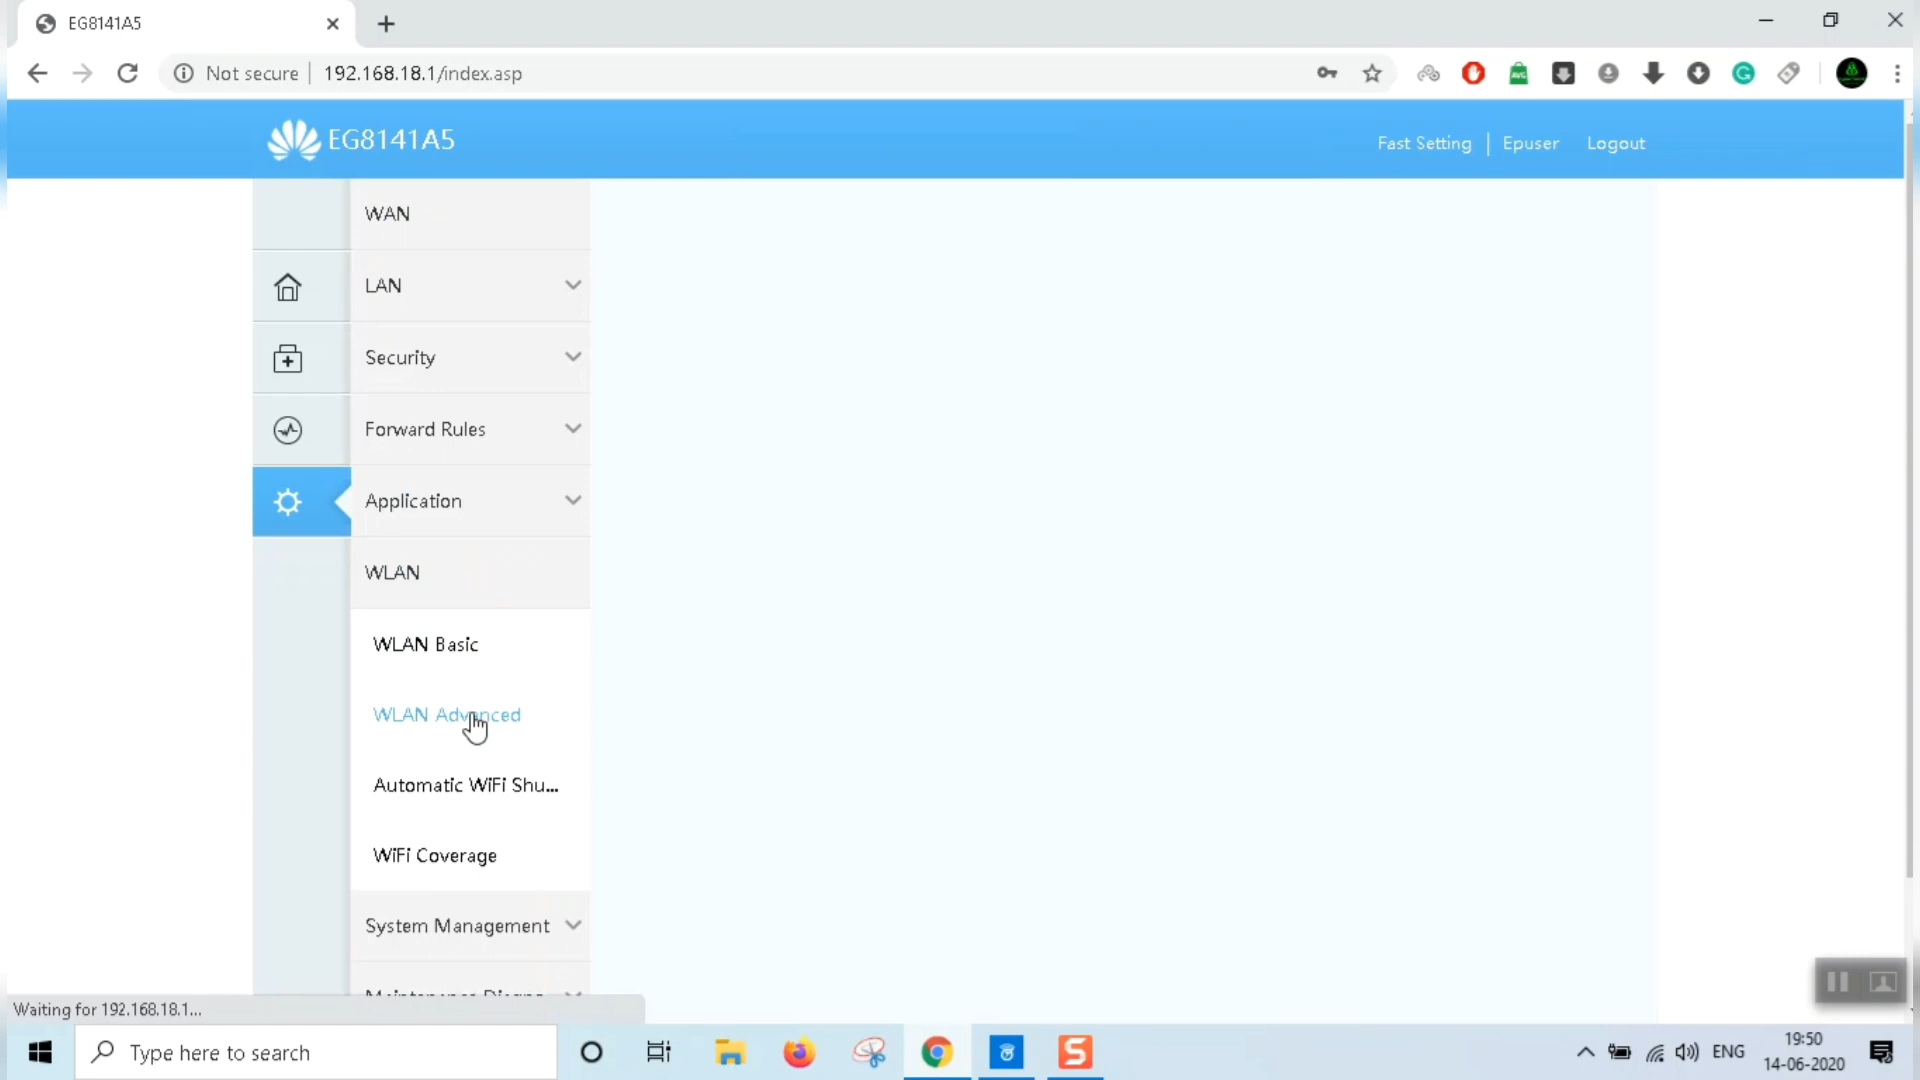 EG8141A5
Not secure
192.168.18.1/index.asp
EG8141A5
Fast Setting
Epuser
Logout
WAN
LAN
Security
Forward Rules
Application
WLAN
WLAN Basic
WLAN Advanced
Automatic WiFi Shu...
WiFi Coverage
System Management
Waiting for 192.168.18.1...
Type here to search
ENG
19:50
14-06-2020